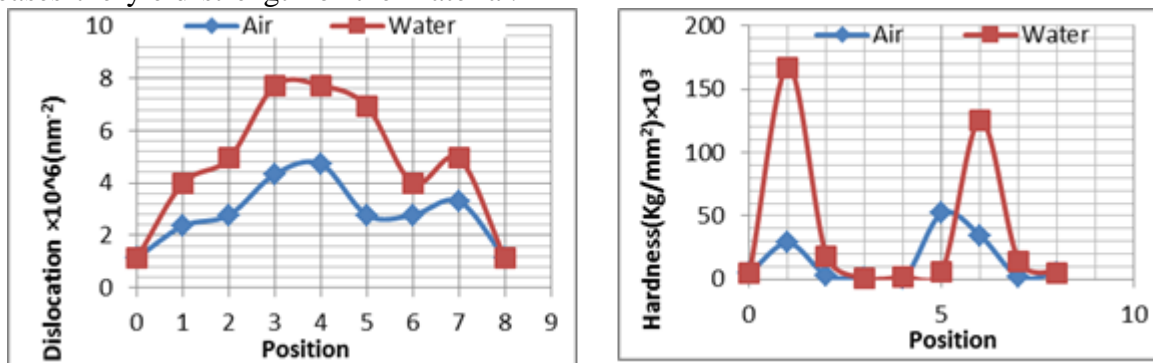 the material.
Air Water
Dislocation ×10^6(nm⁻²)
10
8
6
4
2
0
0 1 2 3 4 5 6 7 8 9
Position
Air Water
Hardness(Kg/mm²)×10³
200
150
100
50
0
0 5 10
Position